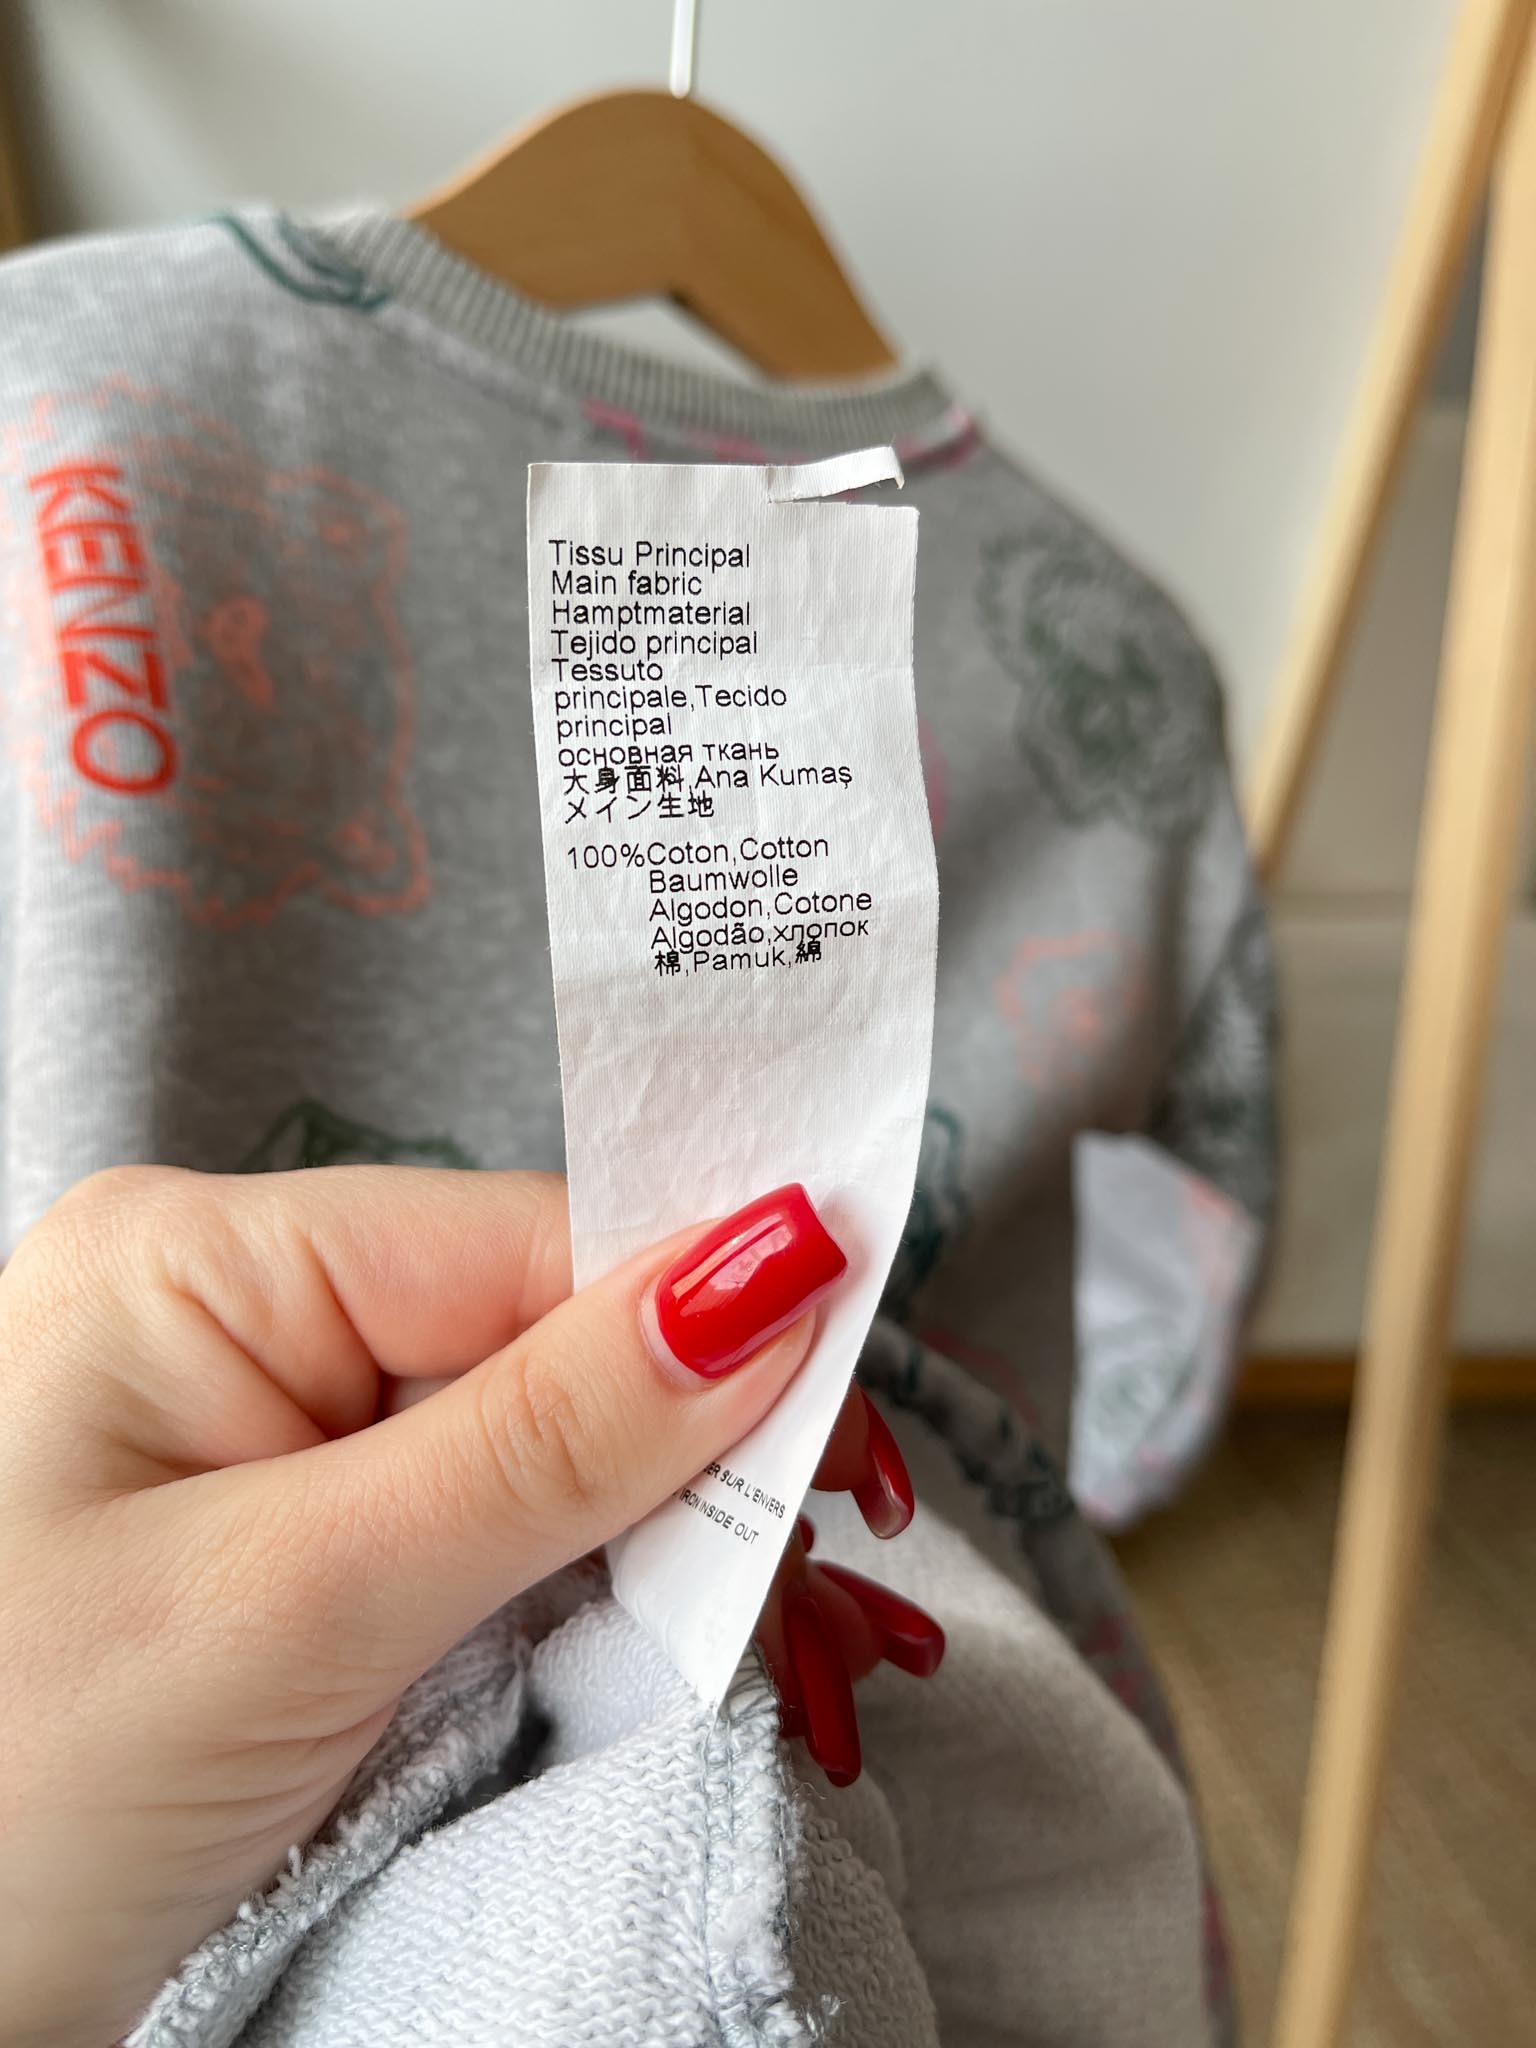 KENZO
Tissu Principal
Main fabric
Hamptmaterial
Tejido principal
Tessuto
principale,Tecido
principal
основная ткань
大身面料,Ana Kumaş
メイン生地
100%Coton,Cotton
Baumwolle
Algodon,Cotone
Algodão,хлопок
棉,Pamuk,綿
SUR L'ENVERS
IRON INSIDE OUT